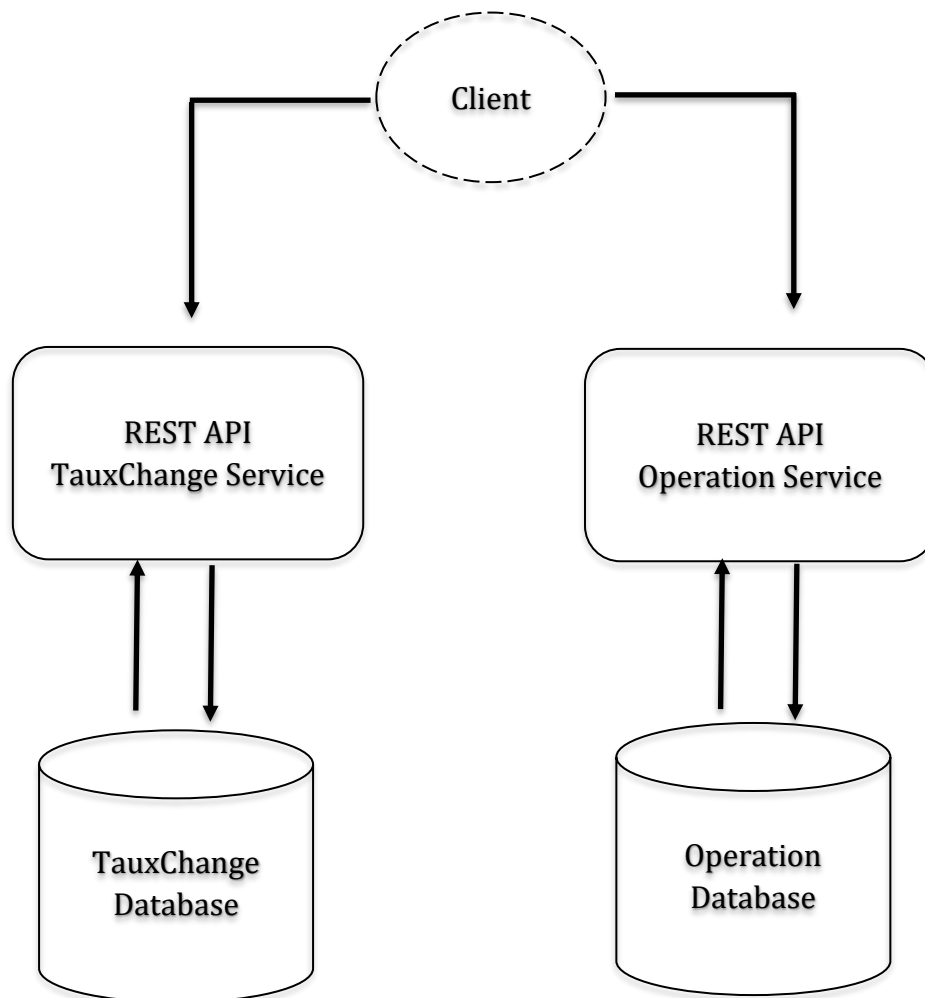 Client
REST API
TauxChange Service
REST API
Operation Service
TauxChange
Database
Operation
Database